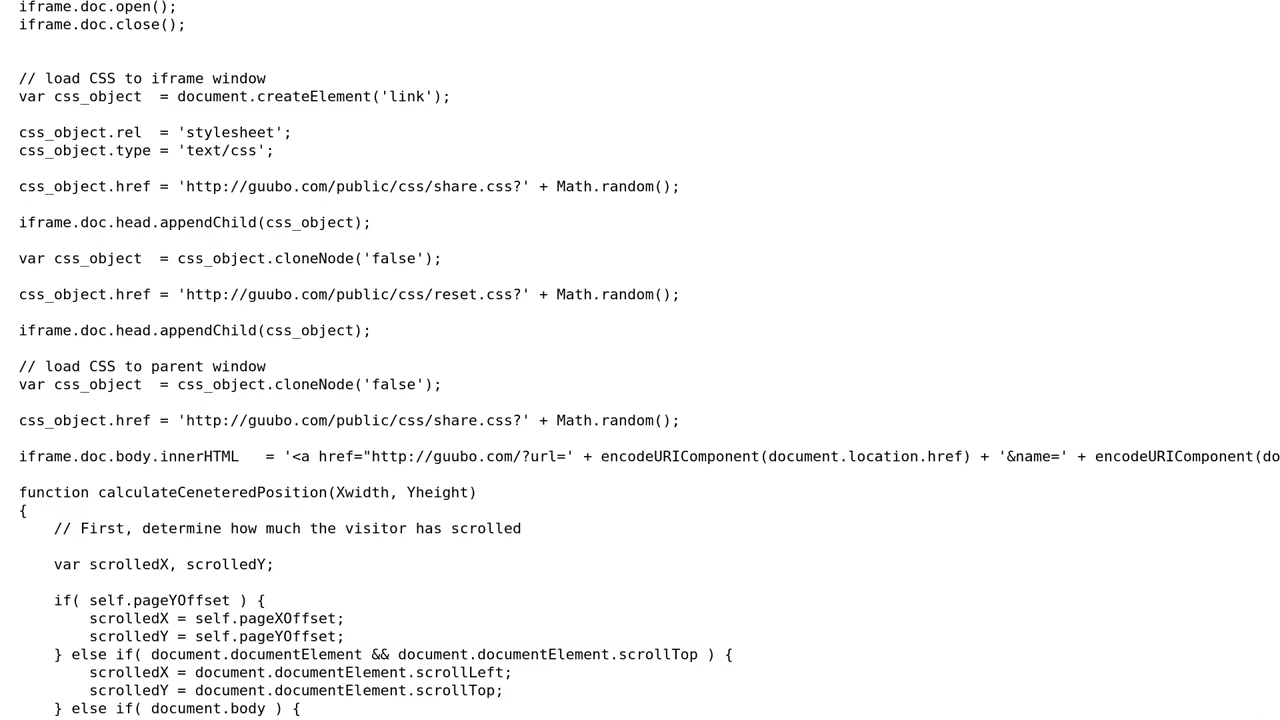 iframe.doc.open();
iframe.doc.close();
// load CSS to iframe window
var css_object  = document.createElement('link');
css_object.rel  = 'stylesheet';
css_object.type = 'text/css';
css_object.href = 'http://guubo.com/public/css/share.css?' + Math.random();
iframe.doc.head.appendChild(css_object);
var css_object  = css_object.cloneNode('false');
css_object.href = 'http://guubo.com/public/css/reset.css?' + Math.random();
iframe.doc.head.appendChild(css_object);
// load CSS to parent window
var css_object  = css_object.cloneNode('false');
css_object.href = 'http://guubo.com/public/css/share.css?' + Math.random();
iframe.doc.body.innerHTML   = '<a href="http://guubo.com/?url=' + encodeURIComponent(document.location.href) + '&name=' + encodeURIComponent(do
function calculateCeneteredPosition(Xwidth, Yheight)
{
    // First, determine how much the visitor has scrolled
    var scrolledX, scrolledY;
    if( self.pageYOffset ) {
        scrolledX = self.pageXOffset;
        scrolledY = self.pageYOffset;
    } else if( document.documentElement && document.documentElement.scrollTop ) {
        scrolledX = document.documentElement.scrollLeft;
        scrolledY = document.documentElement.scrollTop;
    } else if( document.body ) {